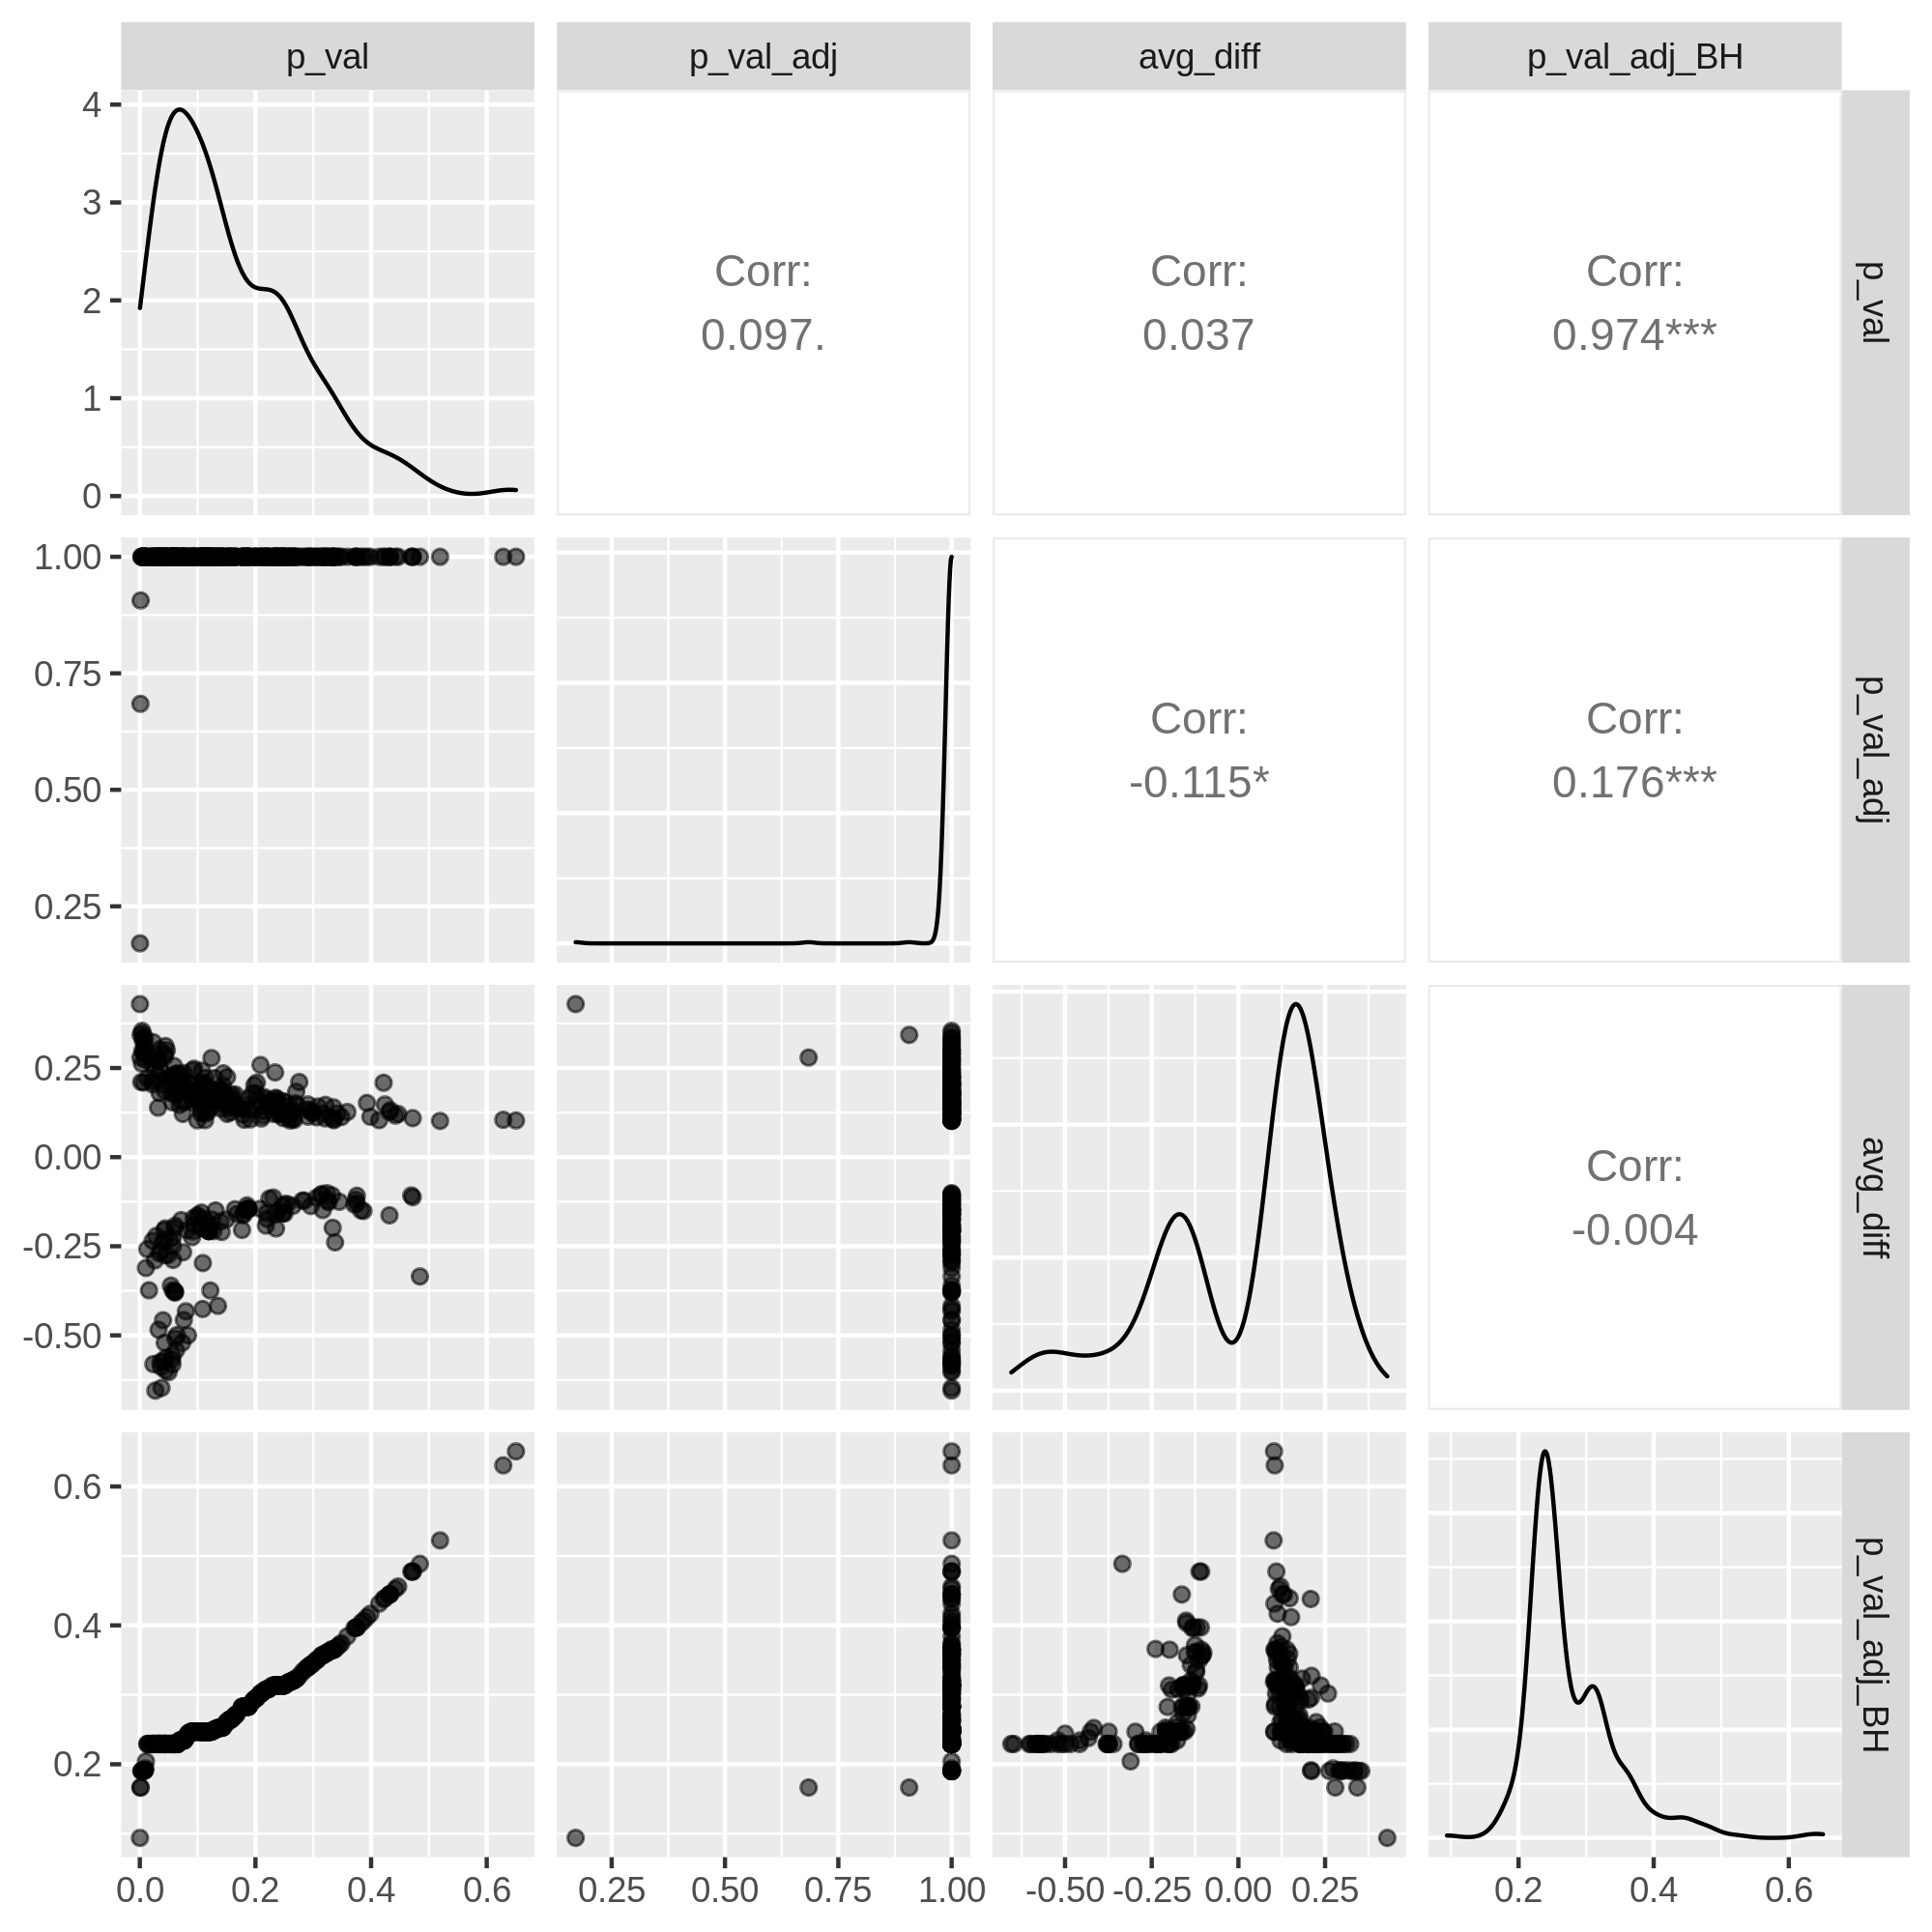 p_val
p_val_adj
avg_diff
p_val_adj_BH
4
3
2
1
0
Corr:
0.097.
Corr:
0.037
Corr:
0.974***
p_val
1.00
0.75
0.50
0.25
Corr:
-0.115*
Corr:
0.176***
p_val_adj
0.25
0.00
-0.25
-0.50
Corr:
-0.004
avg_diff
0.6
0.4
0.2
p_val_adj_BH
0.0 0.2 0.4 0.6
0.25 0.50 0.75 1.00
-0.50 -0.25 0.00 0.25
0.2 0.4 0.6